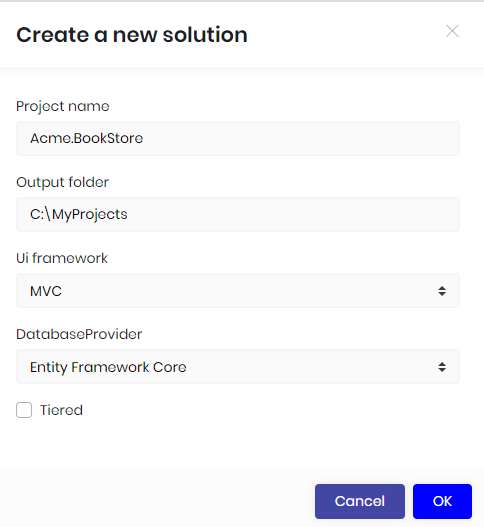 Create a new solution
Project name
Acme.BookStore
Output folder
C:\MyProjects
Ui framework
MVC
DatabaseProvider
Entity Framework Core
Tiered
Cancel OK